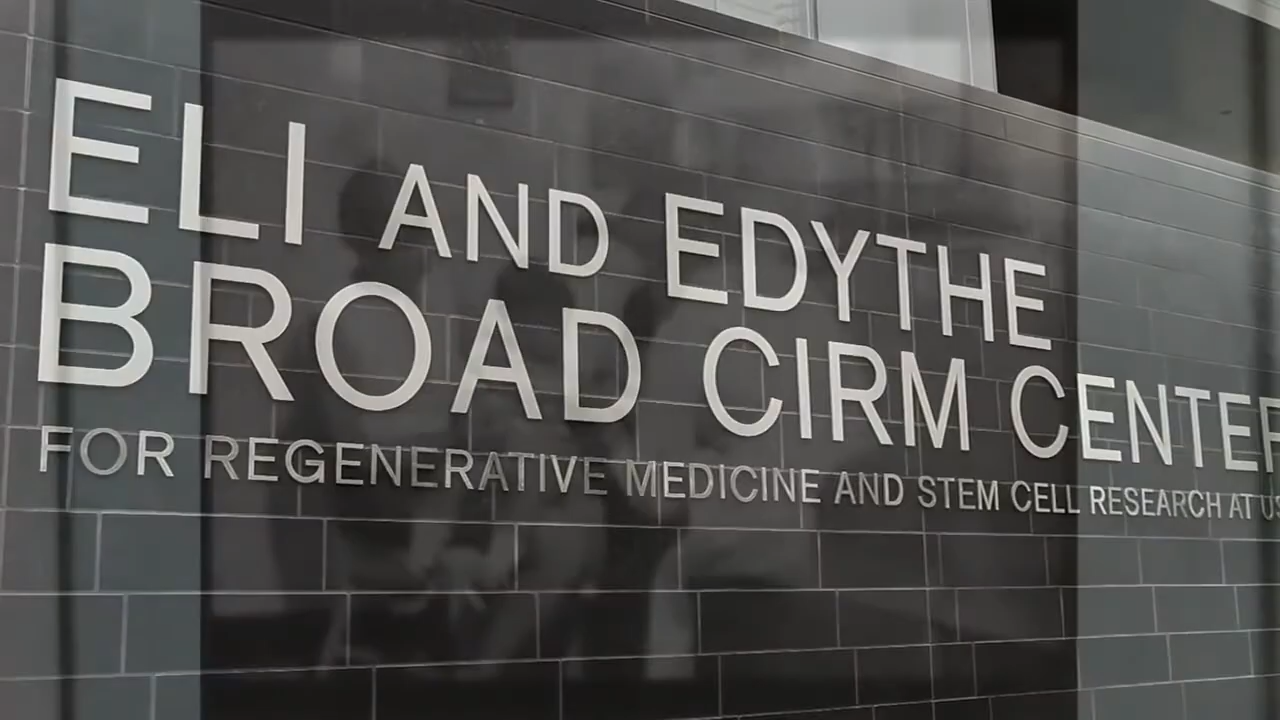 ELI AND EDYTHE
BROAD CIRM CENTER
FOR REGENERATIVE MEDICINE AND STEM CELL RESEARCH AT